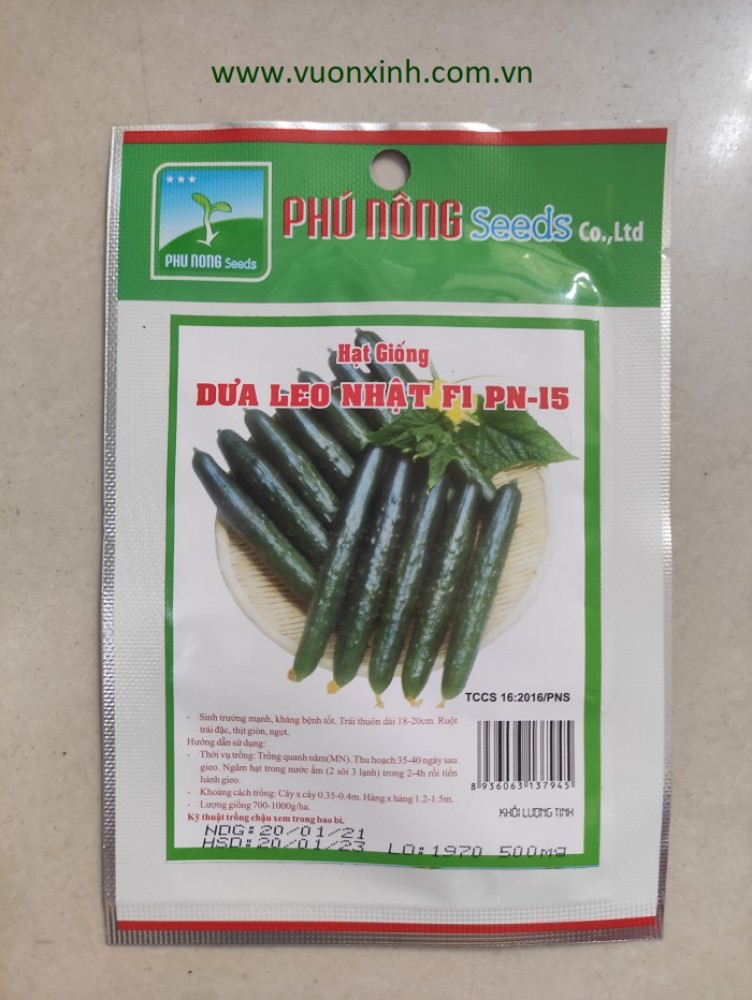 www.vuonxinh.com.vn
PHÚ NÔNG Seeds Co.,Ltd
PHU NONG Seeds
Hạt Giống
DƯA LEO NHẬT F1 PN-15
TCCS 16:2016/PNS
- Sinh trưởng mạnh, kháng bệnh tốt. Trái thuôn dài 18-20cm. Ruột
trái đặc, thịt giòn, ngọt.
Hướng dẫn sử dụng:
- Thời vụ trồng: Trồng quanh năm(MN). Thu hoạch 35-40 ngày sau
gieo. Ngâm hạt trong nước ấm (2 sôi 3 lạnh) trong 2-4h rồi tiến
hành gieo.
- Khoảng cách trồng: Cây x cây 0.35-0.4m. Hàng x hàng 1.2-1.5m.
- Lượng giống 700-1000g/ha.
Kỹ thuật trồng chậu xem trong bao bì.
8 936063 137945
KHỐI LƯỢNG TỊNH
NDG:20/01/21
HSD:20/01/23 LO:1970 500mg